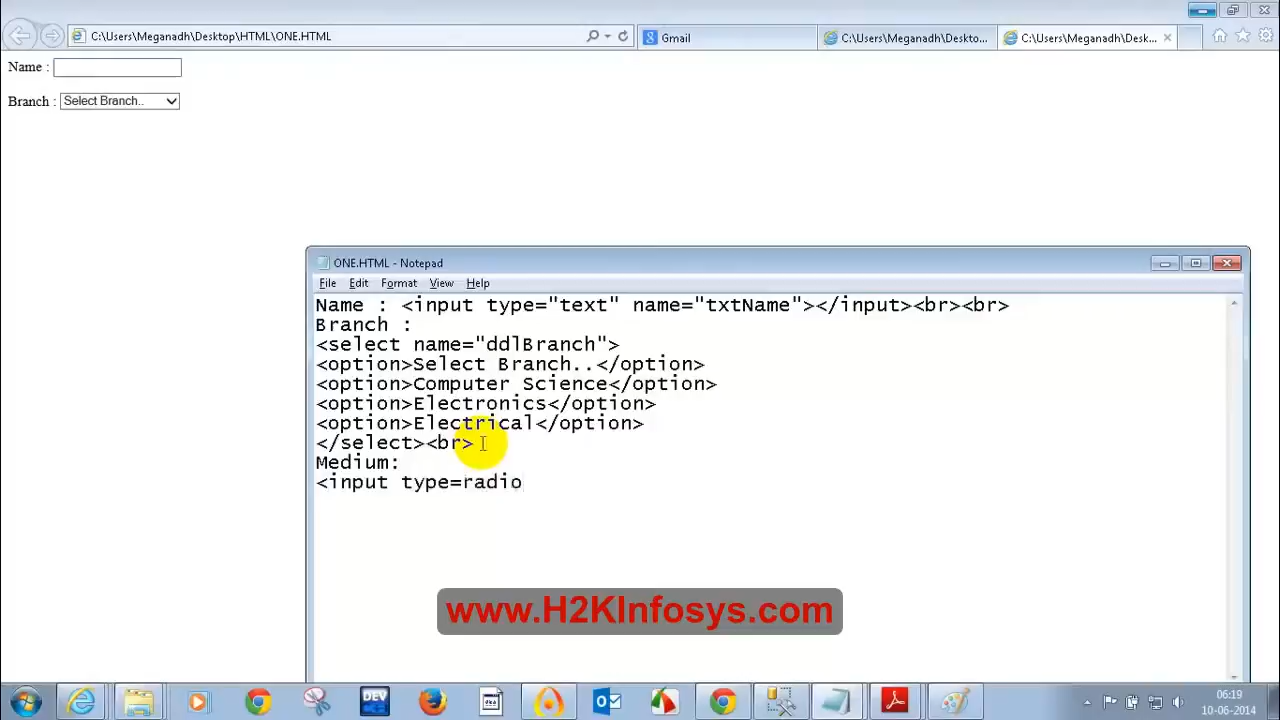 C:\Users\Meganadh\Desktop\HTML\ONE.HTML
Gmail
C:\Users\Meganadh\Deskto...
C:\Users\Meganadh\Desk...
Name :
Branch : Select Branch..
ONE.HTML - Notepad
File Edit Format View Help
Name : <input type="text" name="txtName"></input><br><br>
Branch :
<select name="ddlBranch">
<option>Select Branch..</option>
<option>Computer Science</option>
<option>Electronics</option>
<option>Electrical</option>
</select><br>
Medium:
<input type=radio
www.H2KInfosys.com
DEV
06:19
10-06-2014